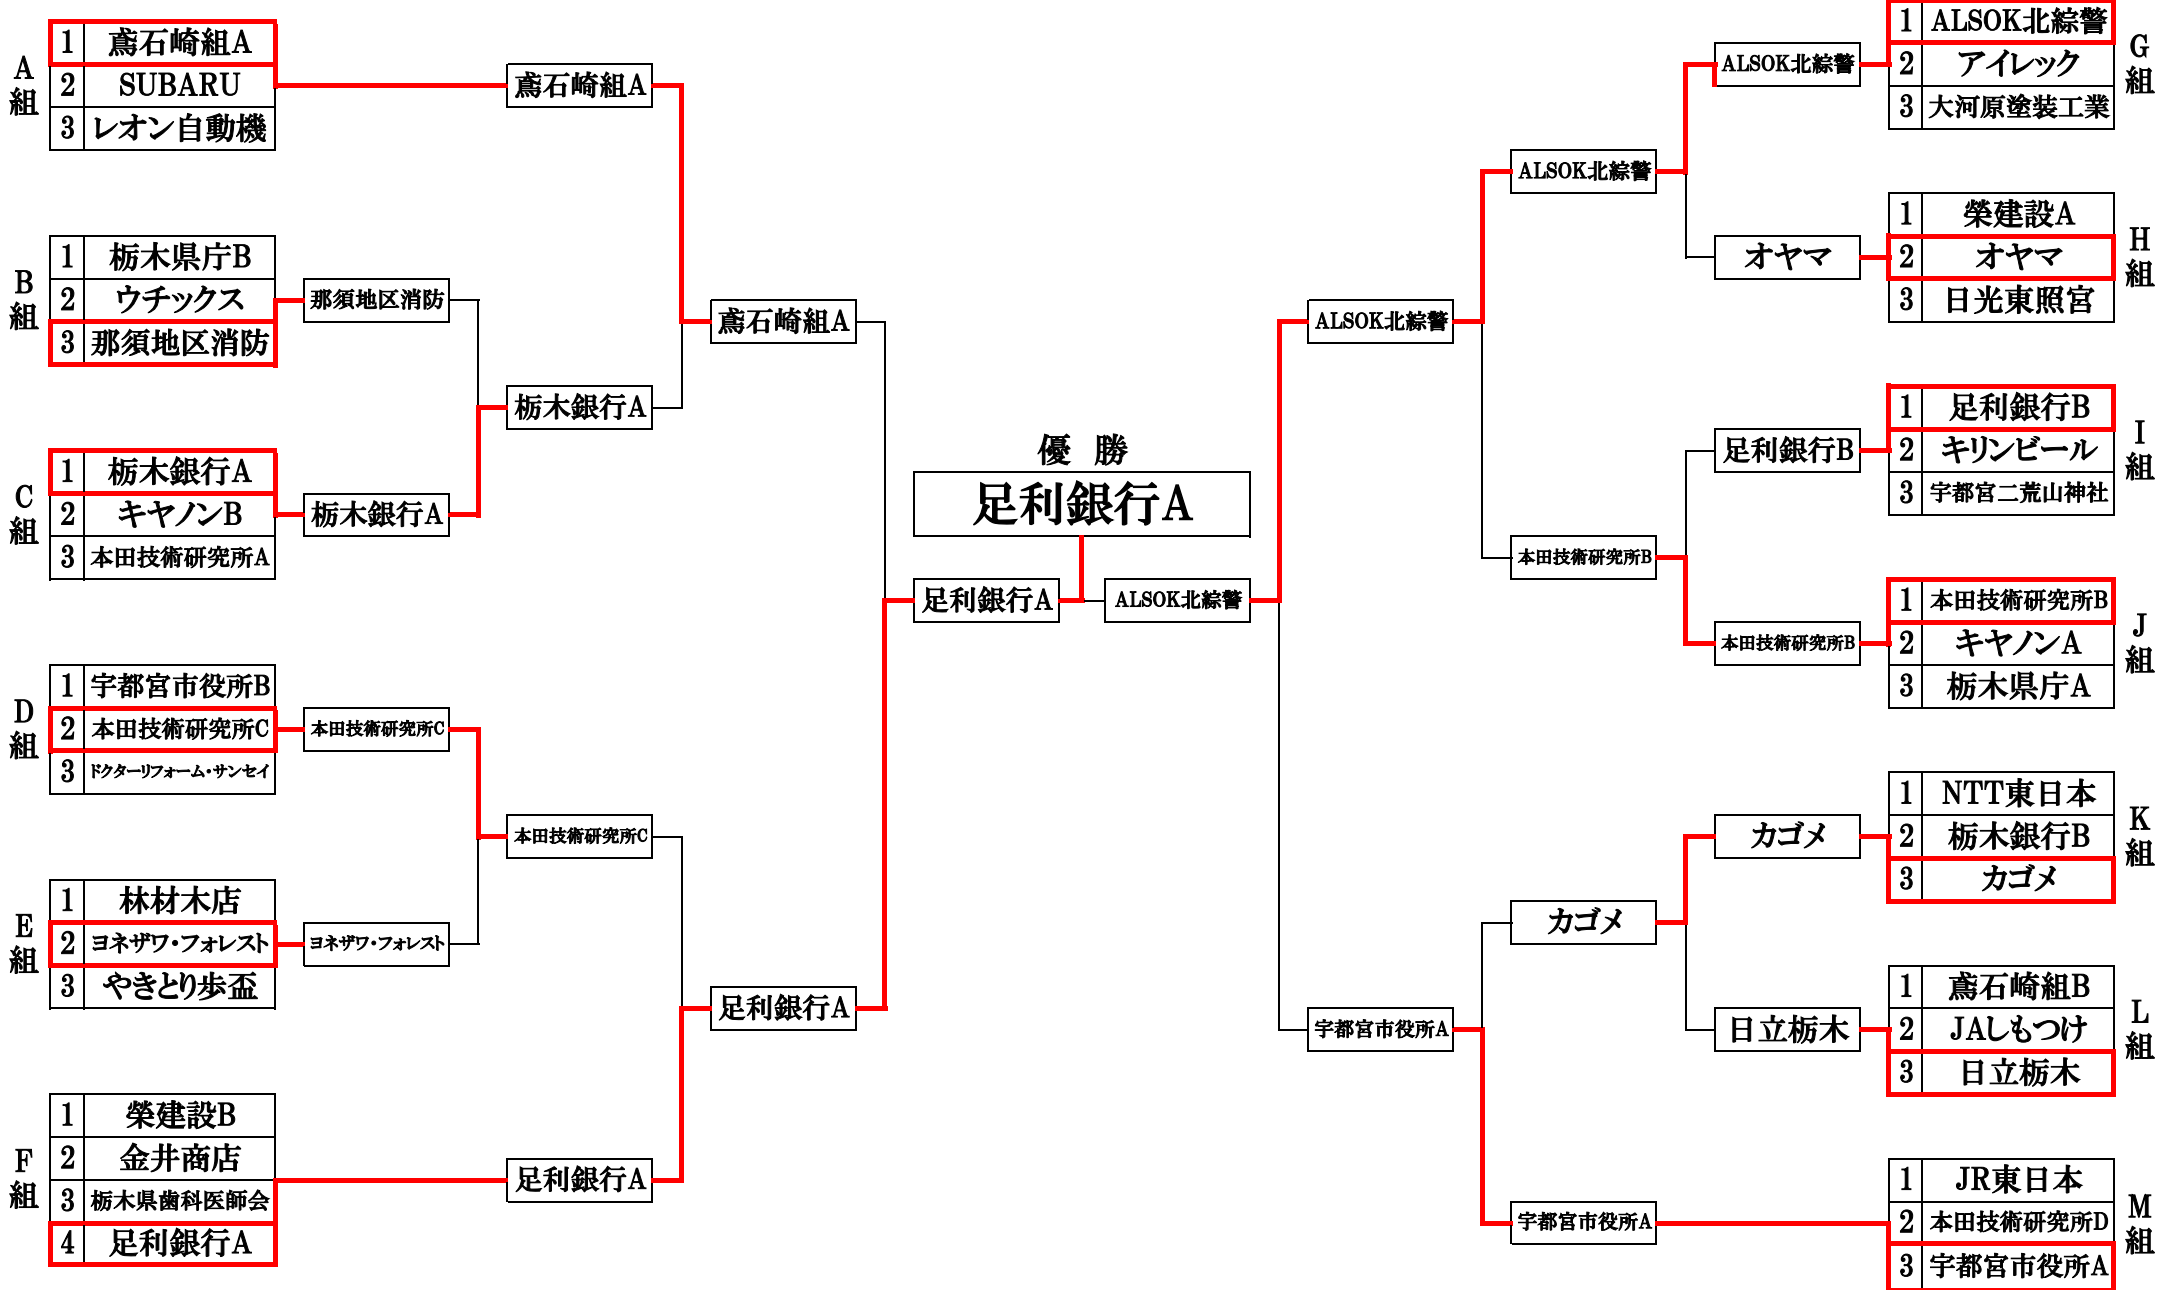 A組
1 鳶石崎組A
2 SUBARU
3 レオン自動機
B組
1 栃木県庁B
2 ウチックス
3 那須地区消防
C組
1 栃木銀行A
2 キヤノンB
3 本田技術研究所A
D組
1 宇都宮市役所B
2 本田技術研究所C
3 ドクターリフォーム・サンセイ
E組
1 林材木店
2 ヨネザワ・フォレスト
3 やきとり歩盃
F組
1 榮建設B
2 金井商店
3 栃木県歯科医師会
4 足利銀行A
那須地区消防
栃木銀行A
本田技術研究所C
ヨネザワ・フォレスト
鳶石崎組A
栃木銀行A
本田技術研究所C
足利銀行A
鳶石崎組A
足利銀行A
優 勝
足利銀行A
足利銀行A
ALSOK北綜警
ALSOK北綜警
宇都宮市役所A
ALSOK北綜警
本田技術研究所B
カゴメ
宇都宮市役所A
ALSOK北綜警
オヤマ
足利銀行B
本田技術研究所B
カゴメ
日立栃木
G組
1 ALSOK北綜警
2 アイレック
3 大河原塗装工業
H組
1 榮建設A
2 オヤマ
3 日光東照宮
I組
1 足利銀行B
2 キリンビール
3 宇都宮二荒山神社
J組
1 本田技術研究所B
2 キヤノンA
3 栃木県庁A
K組
1 NTT東日本
2 栃木銀行B
3 カゴメ
L組
1 鳶石崎組B
2 JAしもつけ
3 日立栃木
M組
1 JR東日本
2 本田技術研究所D
3 宇都宮市役所A